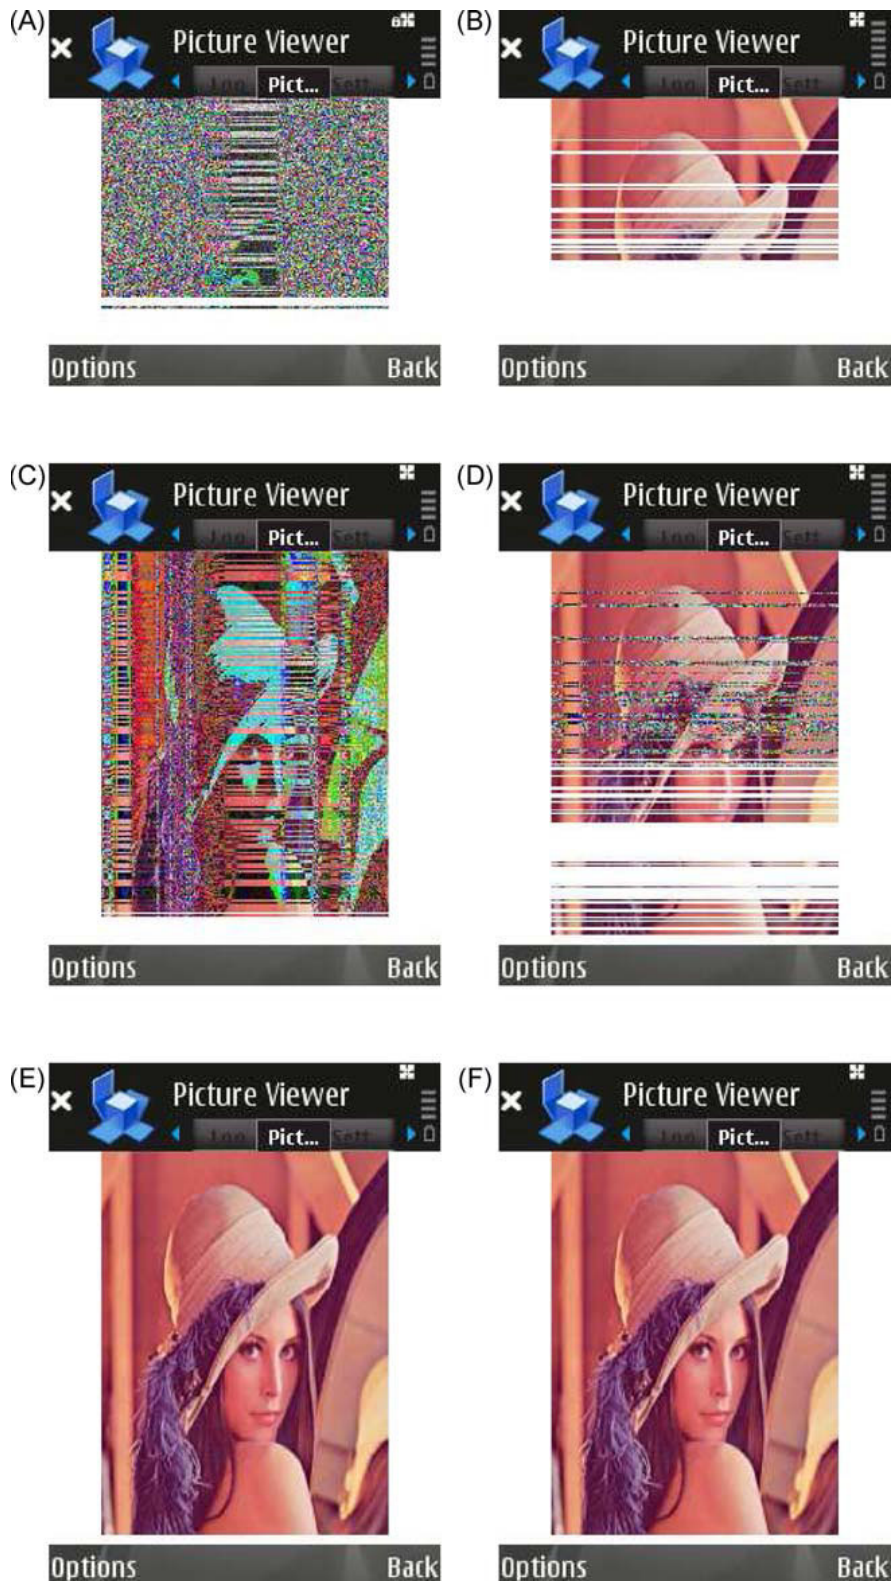 (A) Picture Viewer
Pict...
Options Back
(B) Picture Viewer
Pict...
Options Back
(C) Picture Viewer
Pict...
Options Back
(D) Picture Viewer
Pict...
Options Back
(E) Picture Viewer
Pict...
Options Back
(F) Picture Viewer
Pict...
Options Back